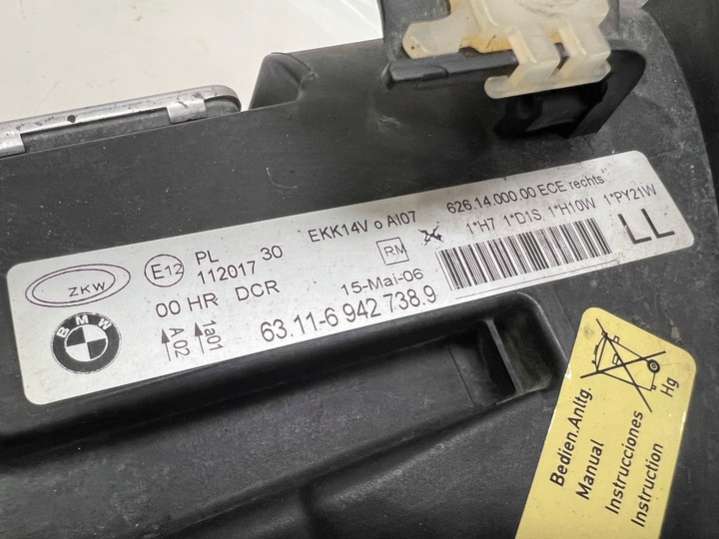 ZKW
BMW
E12
PL
112017 30
00 HR DCR
A02 1a01
EKK14V o AI07
RM
15-Mai-06
63.11-6 942 738.9
626.14.000.00 ECE rechts
1*H7 1*D1S 1*H10W 1*PY21W
LL
Hg
Bedien.Anltg.
Manual
Instrucciones
Instruction